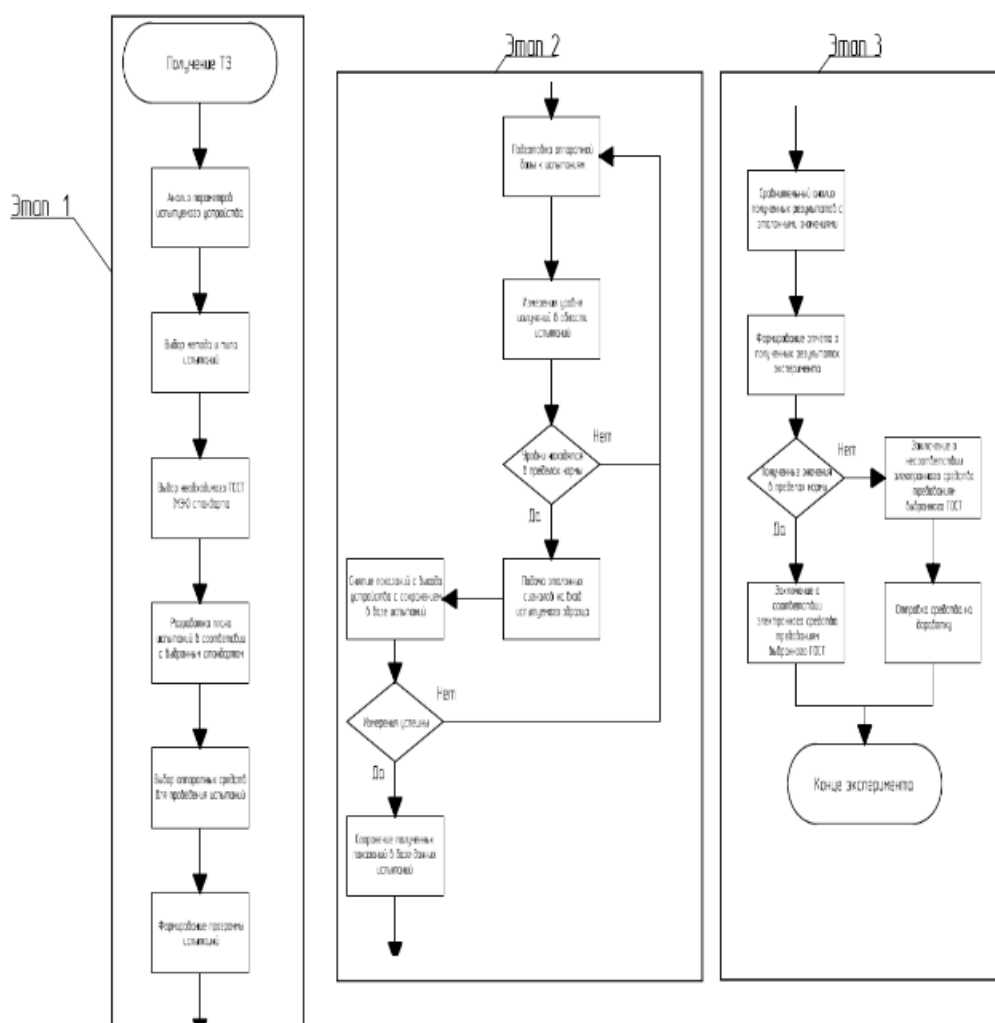 Этап 1
Получение ТЗ
Анализ параметров
испытуемого устройства
Выбор метода и типа
испытаний
Выбор необходимого ГОСТ
(МЭК) стандарта
Разработка плана
испытаний в соответствии
с выбранным стандартом
Выбор аппаратных средств
для проведения испытаний
Формирование программы
испытаний
Этап 2
Подготовка аппаратной
базы к испытаниям
Измерения уровня
излучений в области
испытаний
Уровни находятся
в пределах нормы
Нет
Да
Подача эталонных
сигналов на вход
испытуемого образца
Снятие показаний с выхода
устройства с сохранением
в базе испытаний
Измерения успешны
Нет
Да
Сохранение полученных
показаний в базе данных
испытаний
Этап 3
Сравнительный анализ
полученных результатов с
эталонными значениями
Формирование отчёта о
полученных результатах
эксперимента
Полученные значения
в пределах нормы
Нет
Да
Заключение о
несоответствии
электронного средства
требованиям
выбранного ГОСТ
Заключение о
соответствии
электронного средства
требованиям
выбранного ГОСТ
Отправка средства на
доработку
Конце эксперимента